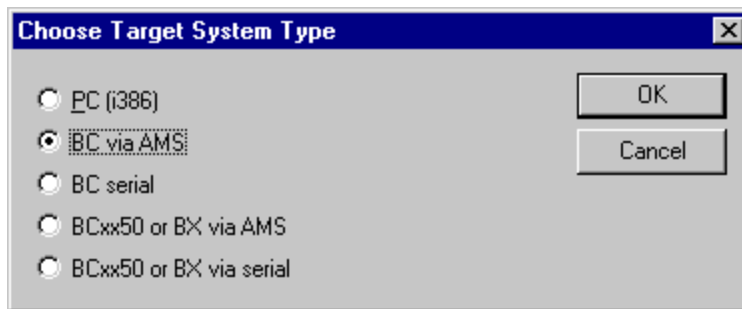 Choose Target System Type
PC (i386)
OK
BC via AMS
Cancel
BC serial
BCxx50 or BX via AMS
BCxx50 or BX via serial